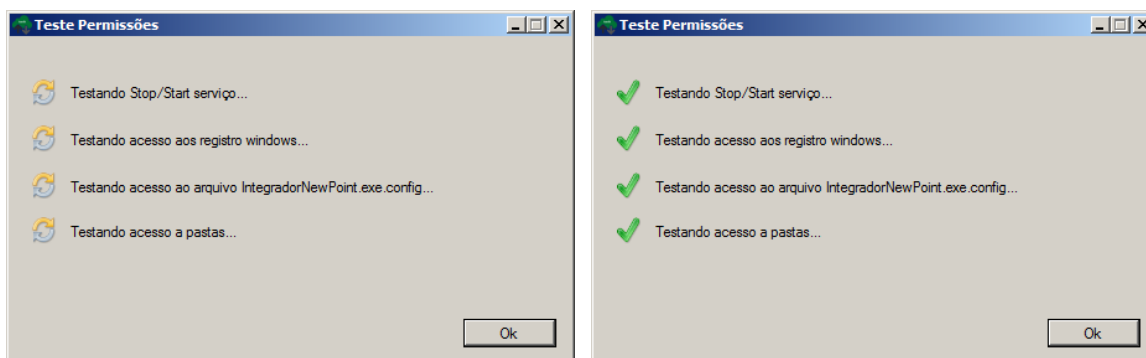 Teste Permissões
Testando Stop/Start serviço...
Testando acesso aos registro windows...
Testando acesso ao arquivo IntegradorNewPoint.exe.config...
Testando acesso a pastas...
Ok
Teste Permissões
Testando Stop/Start serviço...
Testando acesso aos registro windows...
Testando acesso ao arquivo IntegradorNewPoint.exe.config...
Testando acesso a pastas...
Ok